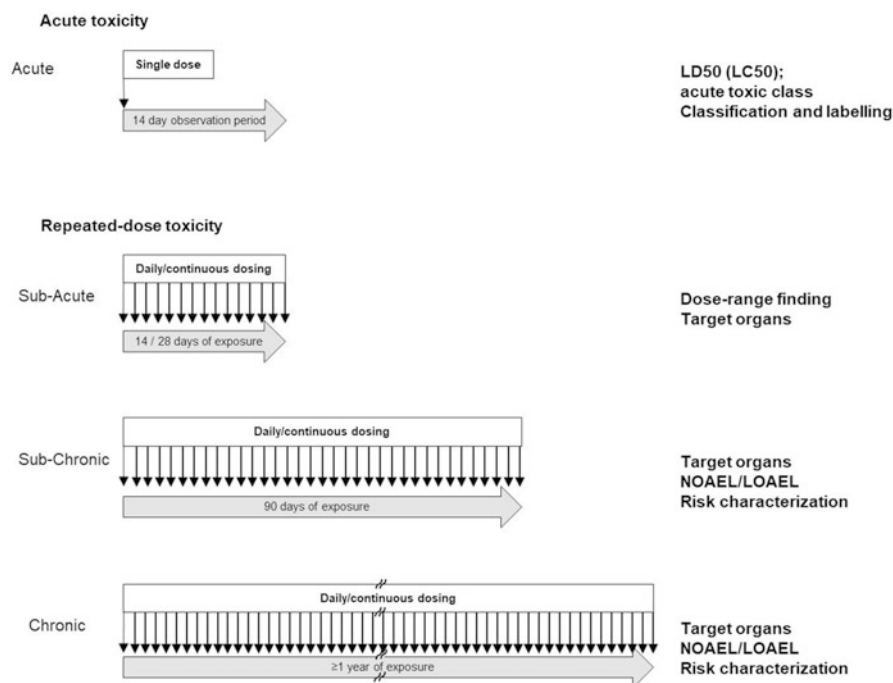 Acute toxicity
Acute
Single dose
14 day observation period
LD50 (LC50);
acute toxic class
Classification and labelling
Repeated-dose toxicity
Sub-Acute
Daily/continuous dosing
14 / 28 days of exposure
Dose-range finding
Target organs
Sub-Chronic
Daily/continuous dosing
90 days of exposure
Target organs
NOAEL/LOAEL
Risk characterization
Chronic
Daily/continuous dosing
≥1 year of exposure
Target organs
NOAEL/LOAEL
Risk characterization